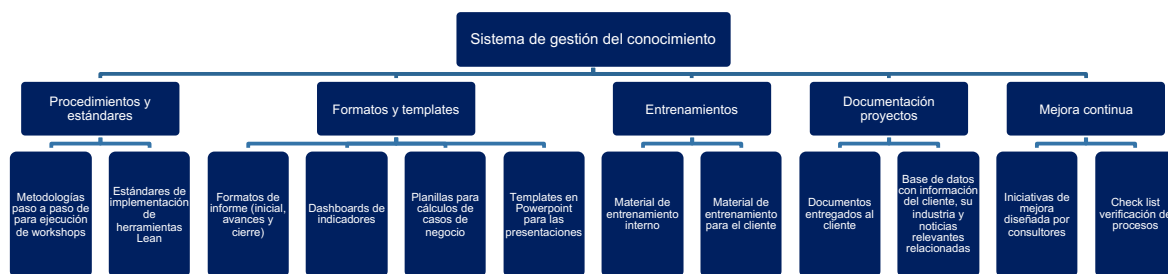 Sistema de gestión del conocimiento
Procedimientos y
estándares
Formatos y templates
Entrenamientos
Documentación
proyectos
Mejora continua
Metodologías
paso a paso de
para ejecución
de workshops
Estándares de
implementación
de
herramientas
Lean
Formatos de
informe (inicial,
avances y
cierre)
Dashboards de
indicadores
Planillas para
cálculos de
casos de
negocio
Templates en
Powerpoint
para las
presentaciones
Material de
entrenamiento
interno
Material de
entrenamiento
para el cliente
Documentos
entregados al
cliente
Base de datos
con información
del cliente, su
industria y
noticias
relevantes
relacionadas
Iniciativas de
mejora
diseñada por
consultores
Check list
verificación de
procesos